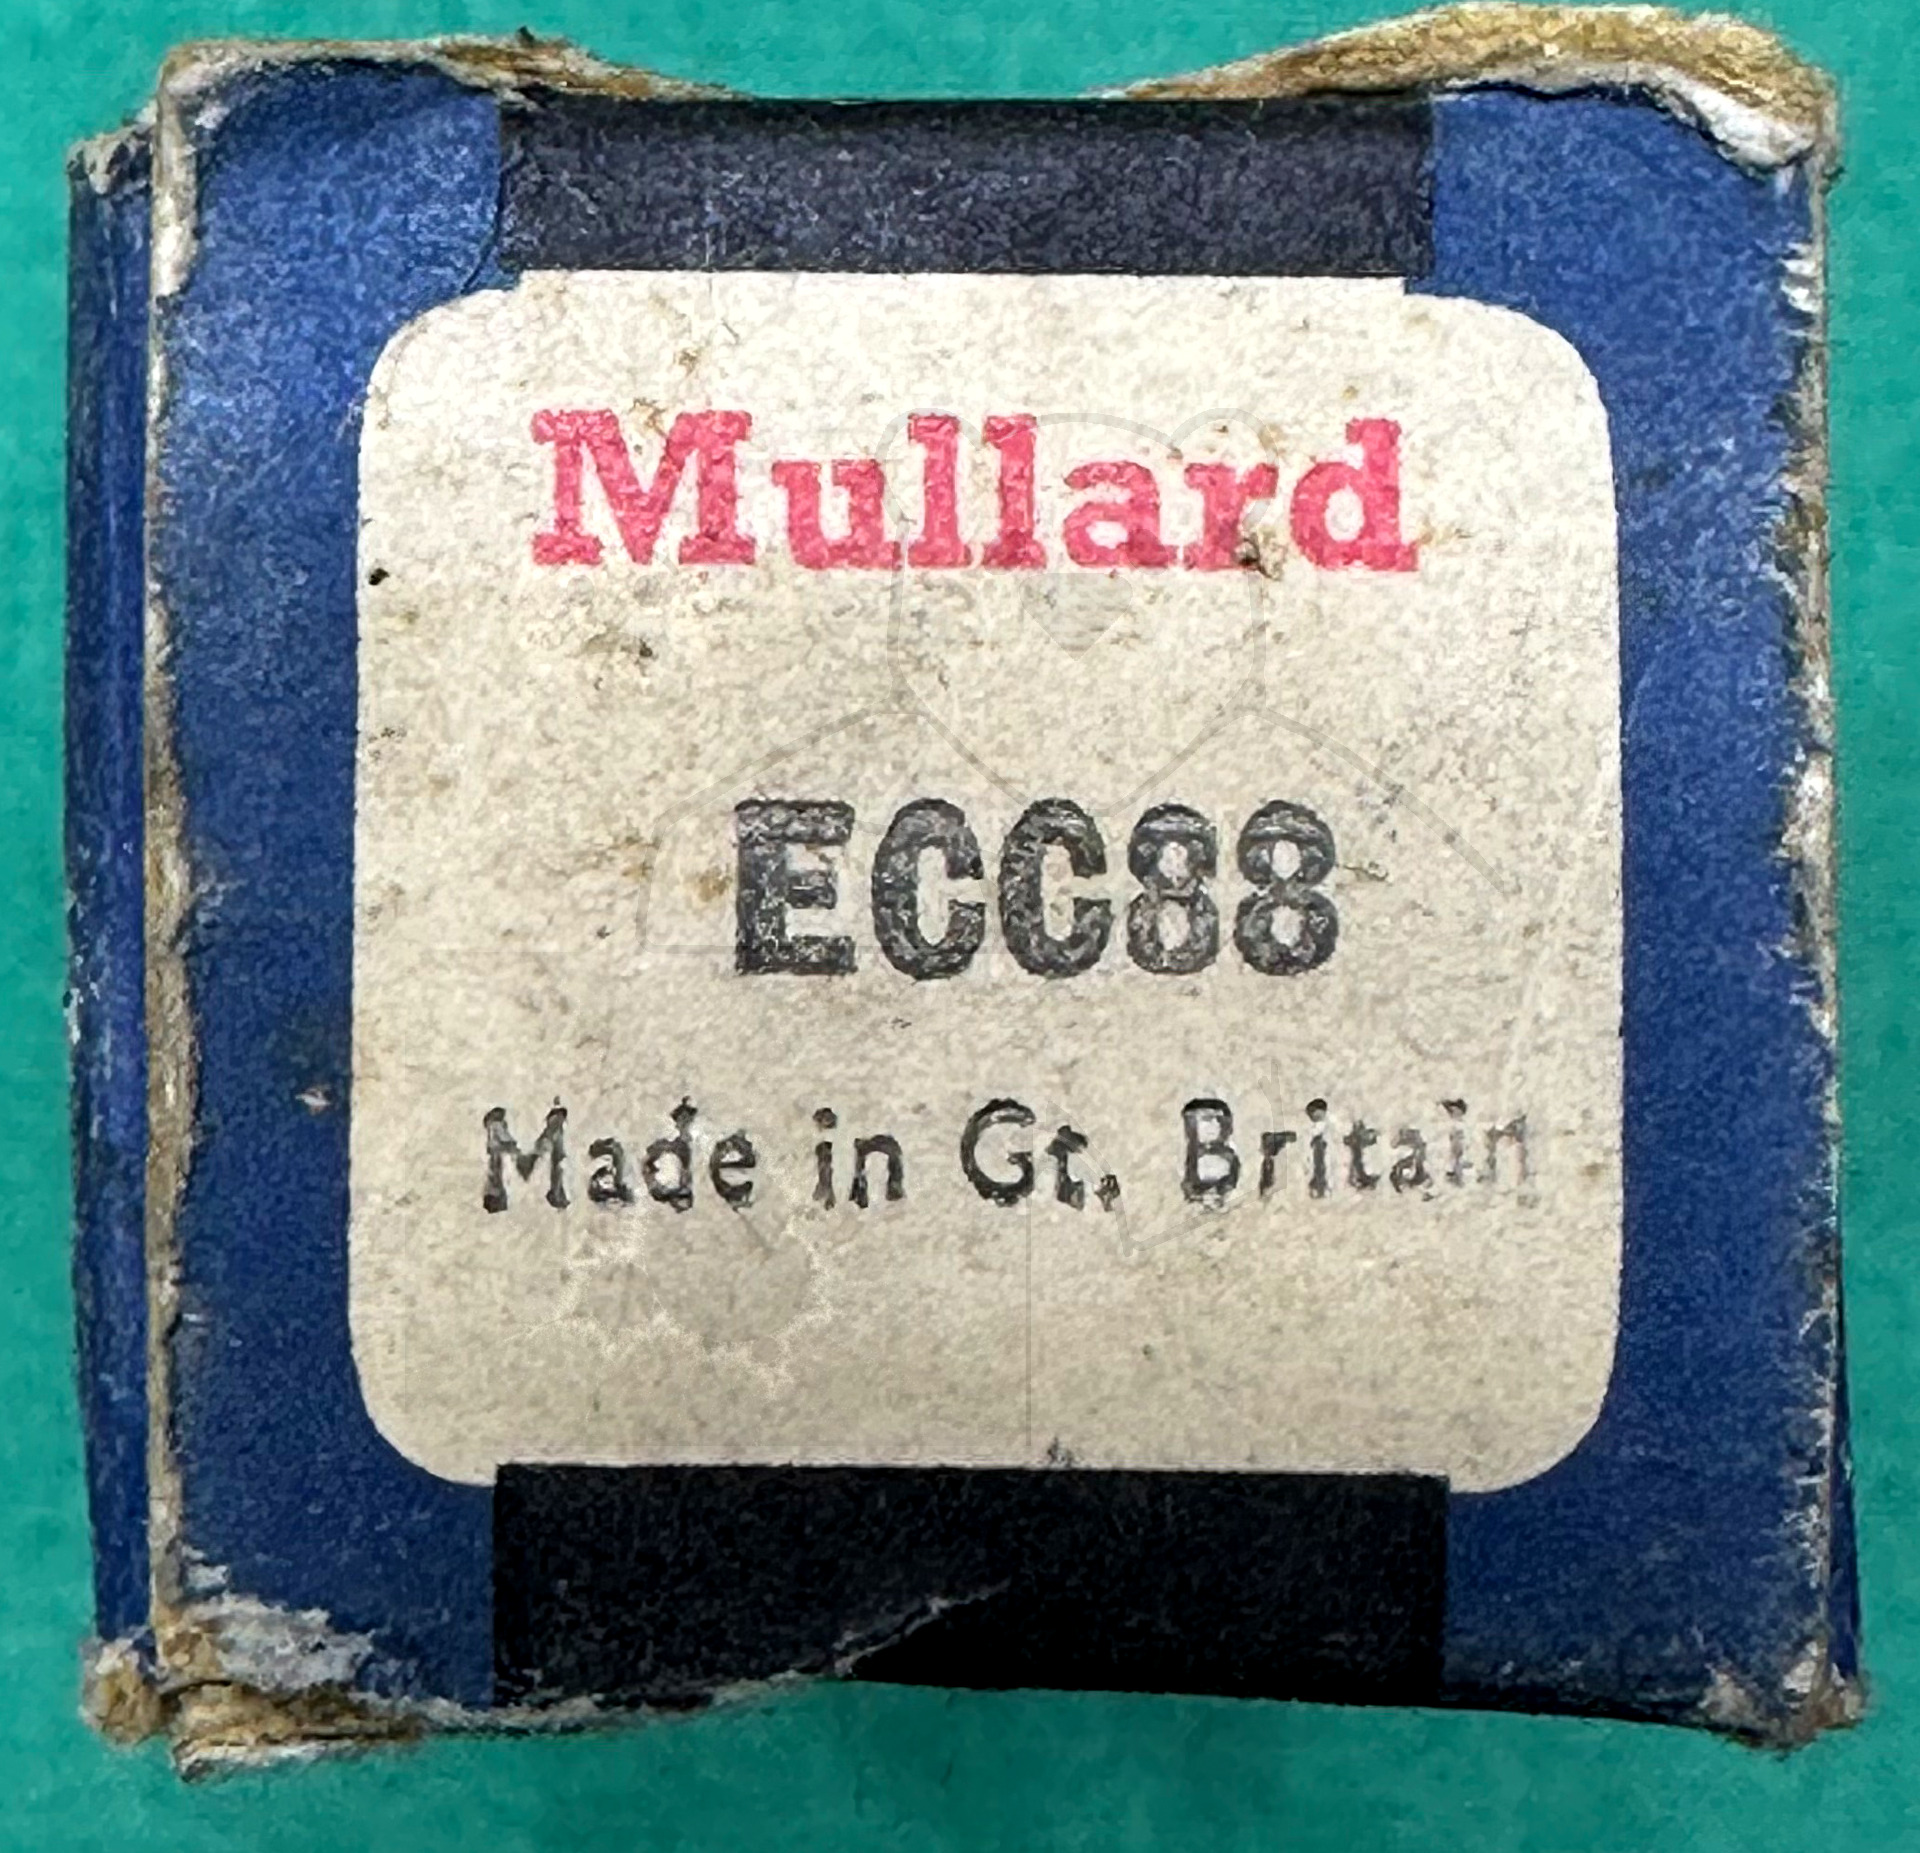 Mullard
ECC88
Made in Gt. Britain